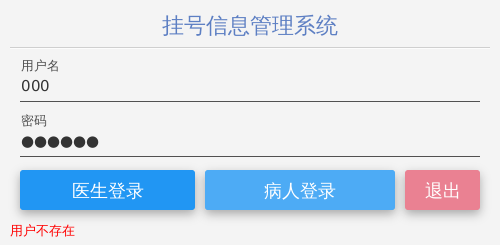 挂号信息管理系统
用户名
000
密码
●●●●●●
医生登录 病人登录 退出
用户不存在